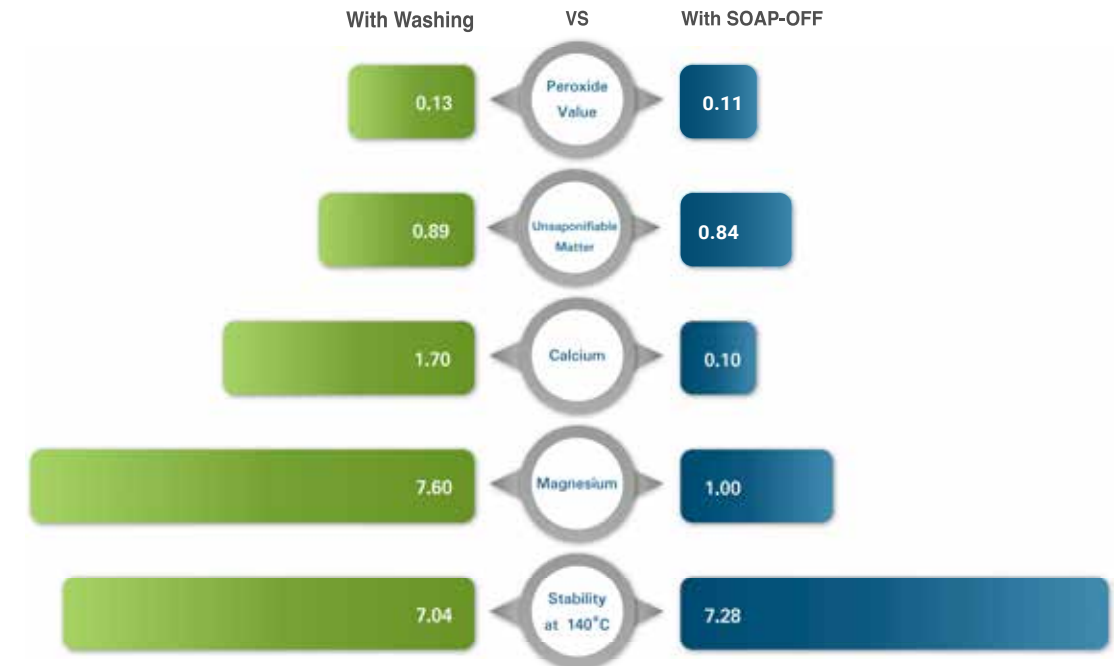 With Washing VS With SOAP-OFF
0.13 Peroxide 0.11
Value
0.89 Unsaponifiable 0.84
Matter
1.70 Calcium 0.10
7.60 Magnesium 1.00
7.04 Stability 7.28
at 140°C